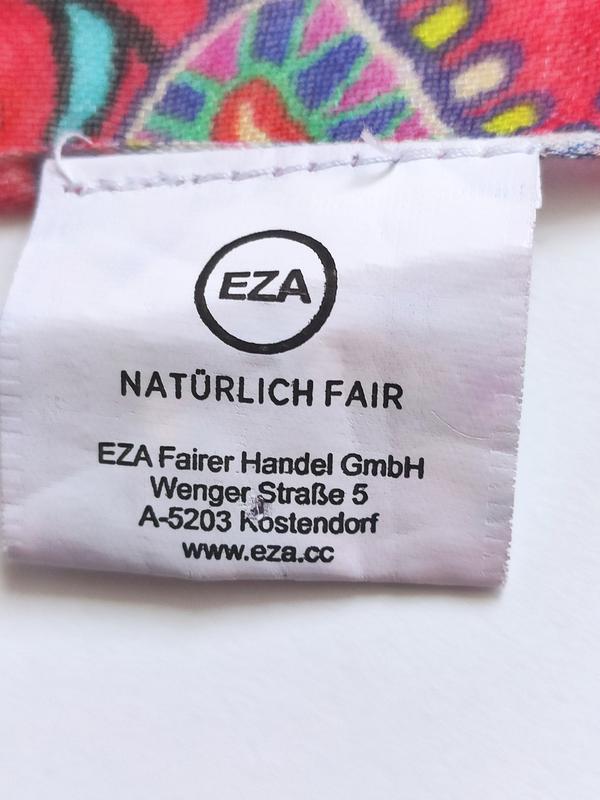 EZA
NATÜRLICH FAIR
EZA Fairer Handel GmbH
Wenger Straße 5
A-5203 Köstendorf
www.eza.cc